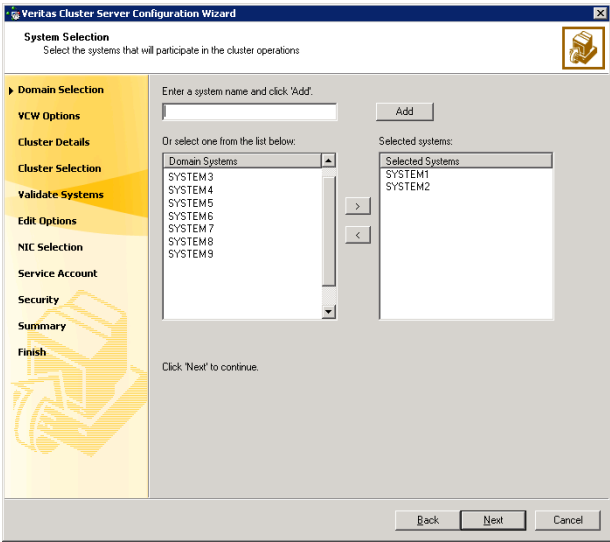 Veritas Cluster Server Configuration Wizard
System Selection
Select the systems that will participate in the cluster operations
Domain Selection
VCW Options
Cluster Details
Cluster Selection
Validate Systems
Edit Options
NIC Selection
Service Account
Security
Summary
Finish
Enter a system name and click 'Add'.
Add
Or select one from the list below:
Domain Systems
SYSTEM3
SYSTEM4
SYSTEM5
SYSTEM6
SYSTEM7
SYSTEM8
SYSTEM9
>
<
Selected systems:
Selected Systems
SYSTEM1
SYSTEM2
Click 'Next' to continue.
Back
Next
Cancel